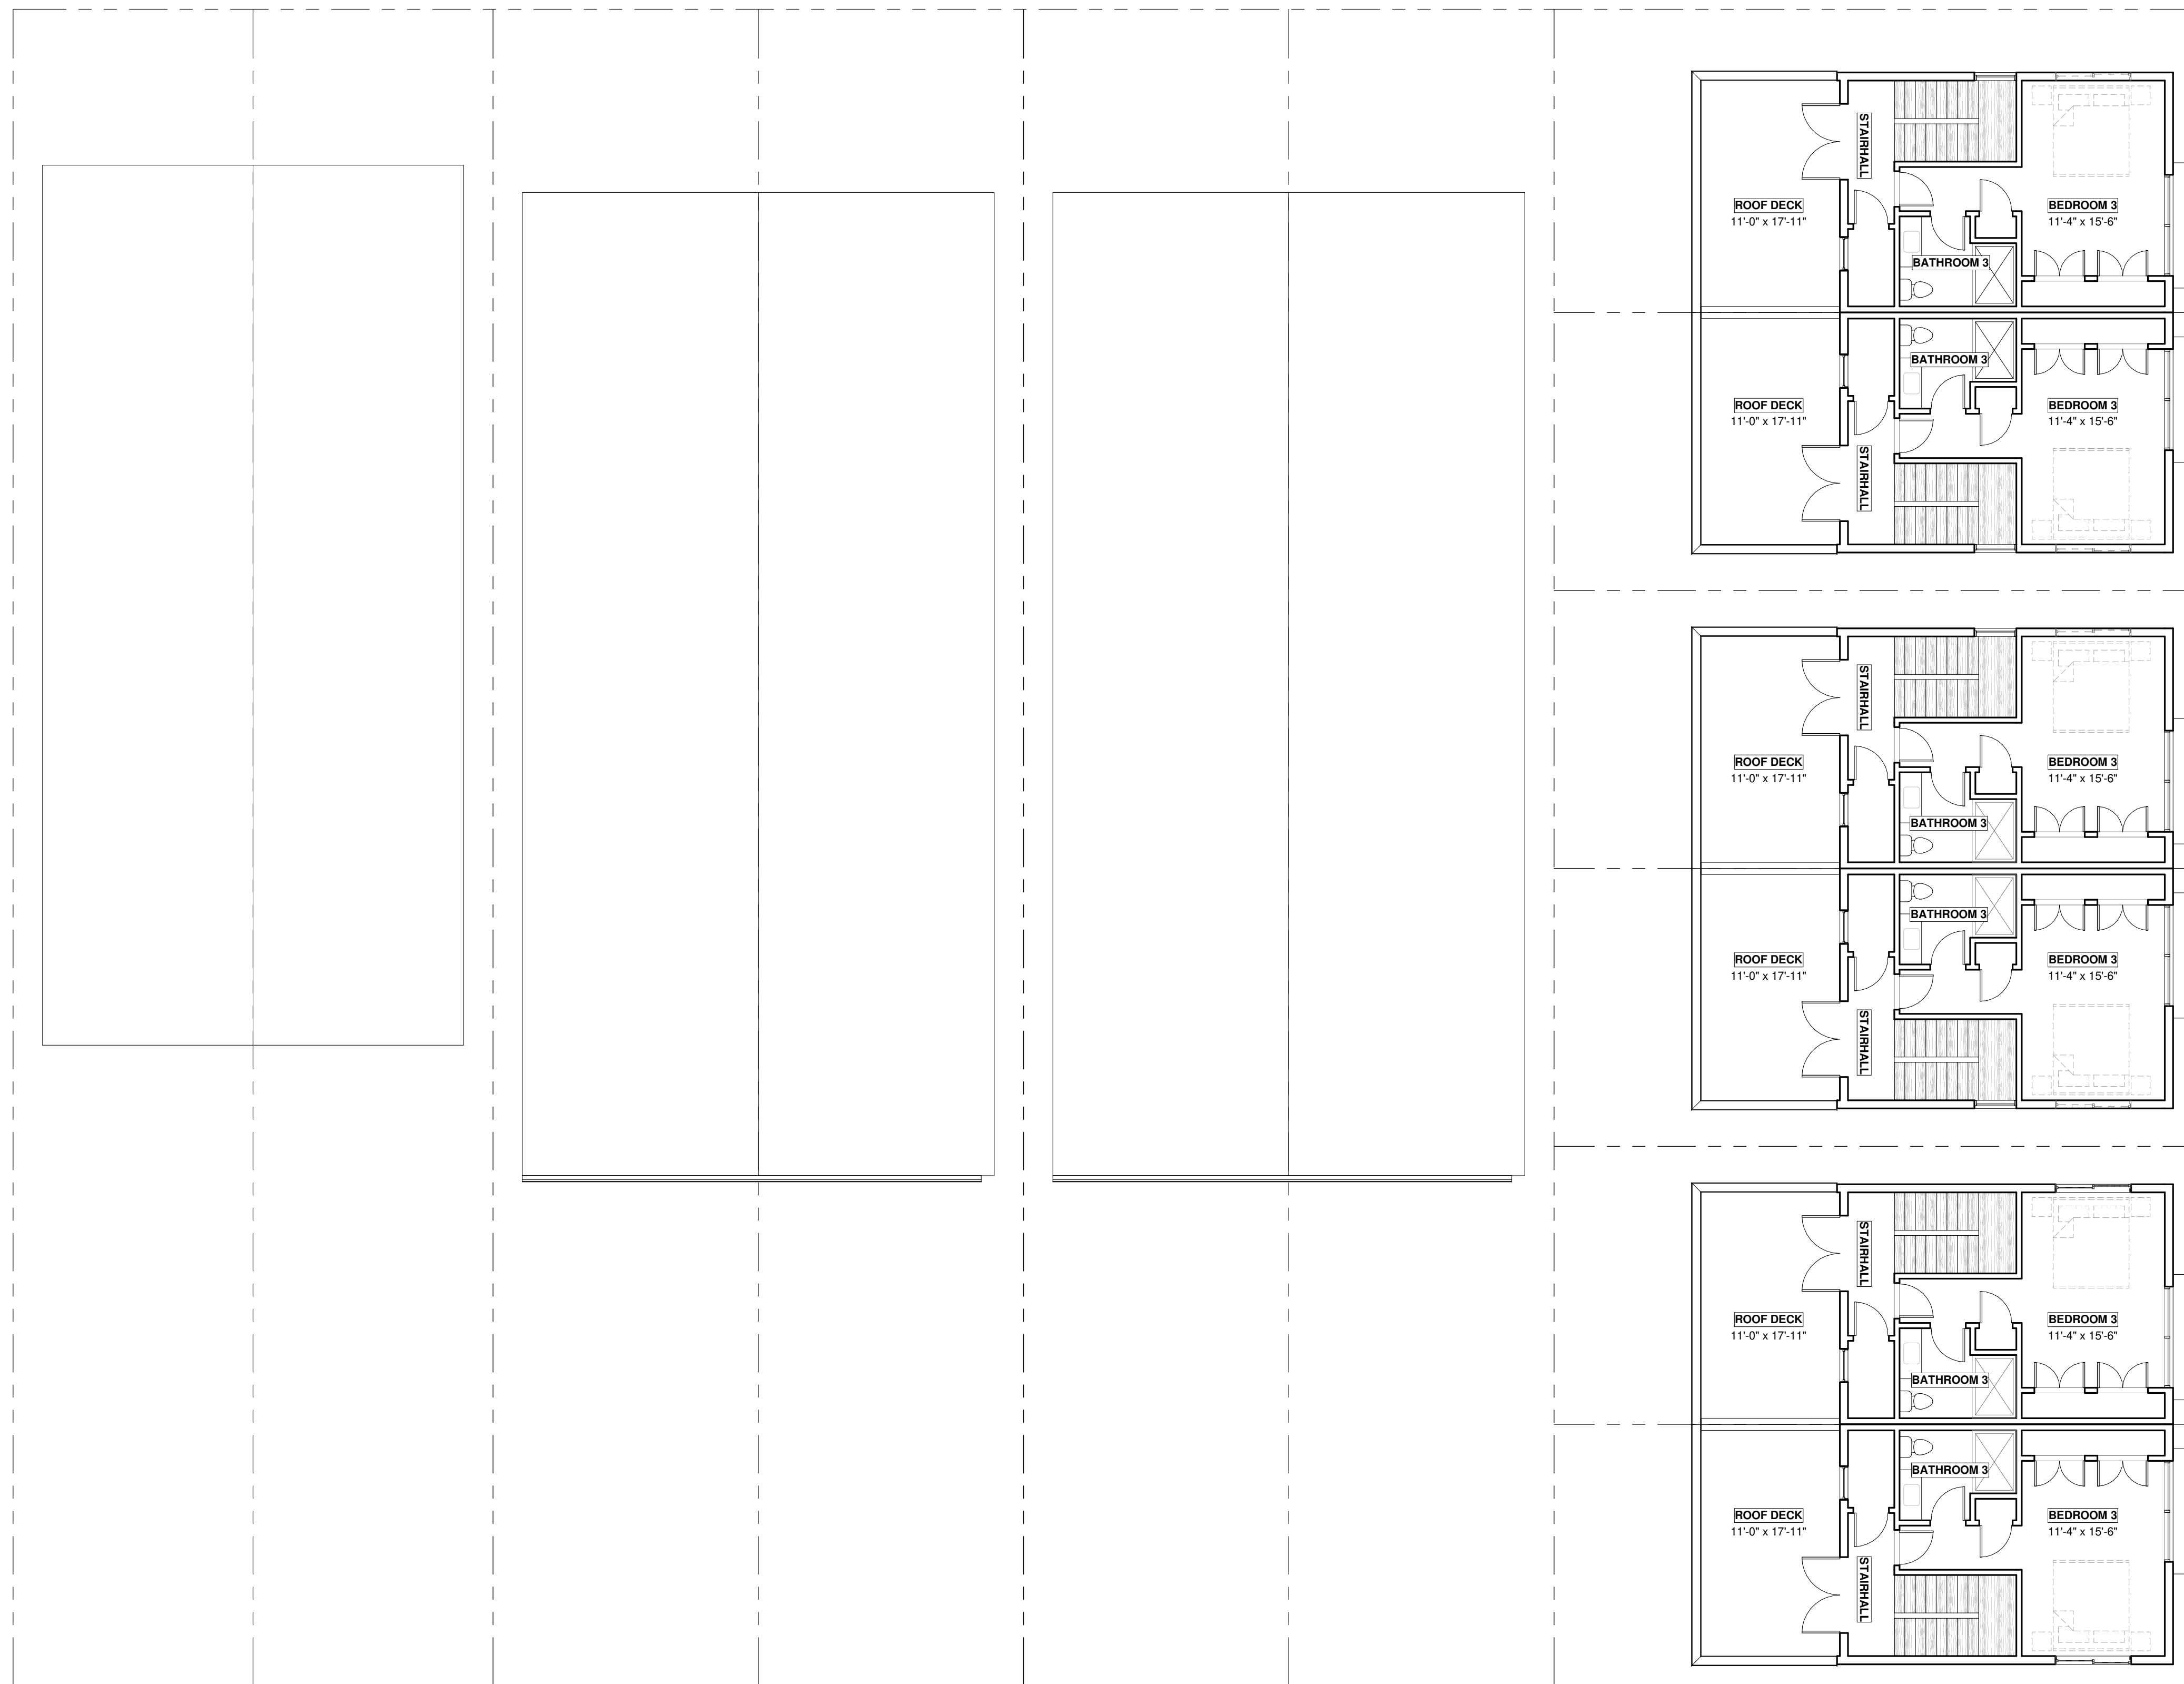 STAIRHALL
ROOF DECK
11'-0" x 17'-11"
BEDROOM 3
11'-4" x 15'-6"
BATHROOM 3
BATHROOM 3
ROOF DECK
11'-0" x 17'-11"
BEDROOM 3
11'-4" x 15'-6"
STAIRHALL
STAIRHALL
ROOF DECK
11'-0" x 17'-11"
BEDROOM 3
11'-4" x 15'-6"
BATHROOM 3
BATHROOM 3
ROOF DECK
11'-0" x 17'-11"
BEDROOM 3
11'-4" x 15'-6"
STAIRHALL
STAIRHALL
ROOF DECK
11'-0" x 17'-11"
BEDROOM 3
11'-4" x 15'-6"
BATHROOM 3
BATHROOM 3
ROOF DECK
11'-0" x 17'-11"
BEDROOM 3
11'-4" x 15'-6"
STAIRHALL